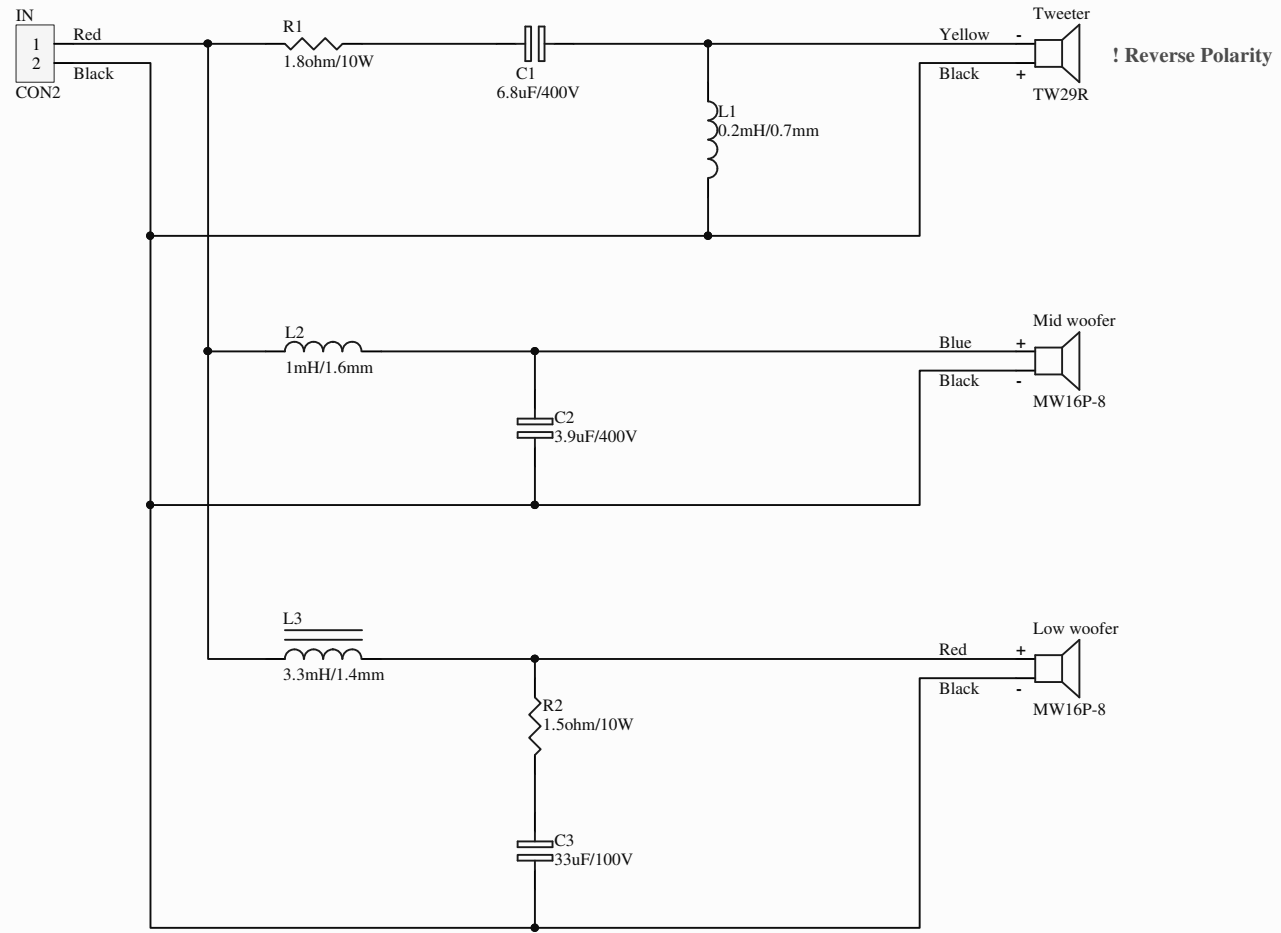 IN
1
2
Red
Black
CON2
R1
1.8ohm/10W
C1
6.8uF/400V
L1
0.2mH/0.7mm
Yellow
Black
-
+
Tweeter
TW29R
! Reverse Polarity
L2
1mH/1.6mm
C2
3.9uF/400V
Blue
Black
+
-
Mid woofer
MW16P-8
L3
3.3mH/1.4mm
R2
1.5ohm/10W
C3
33uF/100V
Red
Black
+
-
Low woofer
MW16P-8